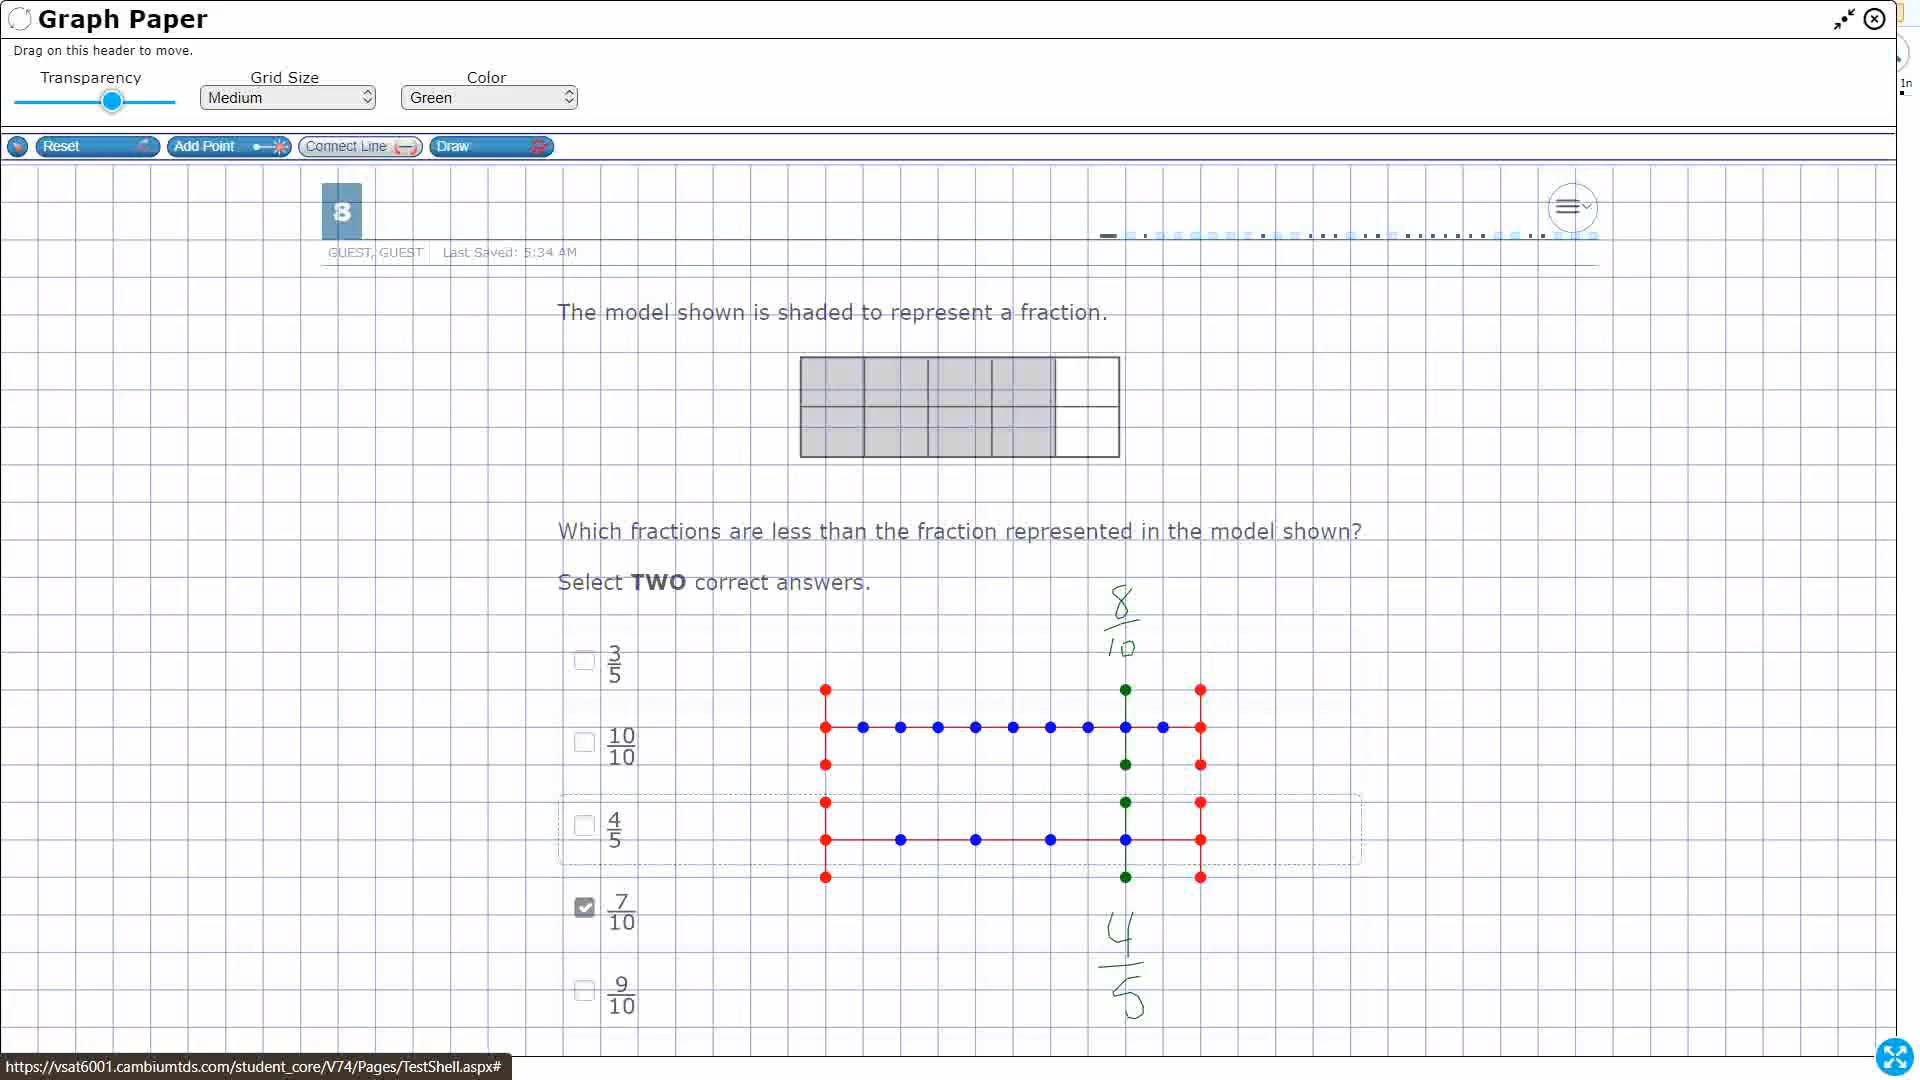 Graph Paper
Drag on this header to move.
Transparency
Grid Size
Color
Medium
Green
Reset
Add Point
Connect Line
Draw
8
GUEST, GUEST
Last Saved: 5:34 AM
The model shown is shaded to represent a fraction.
Which fractions are less than the fraction represented in the model shown?
Select TWO correct answers.
8
10
3
5
10
10
4
5
7
10
9
10
4
5
https://vsat6001.cambiumtds.com/student_core/V74/Pages/TestShell.aspx#